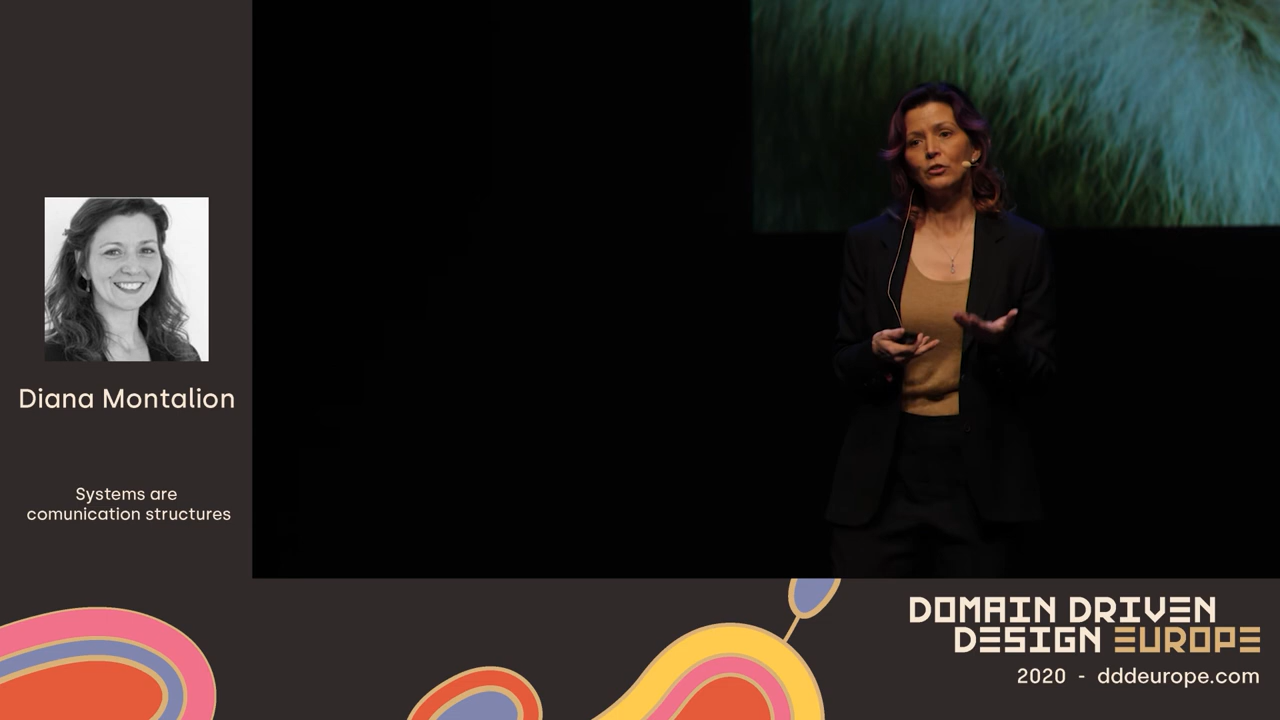 Diana Montalion
Systems are
comunication structures
DOMAIN DRIVEN
DESIGN EUROPE
2020 - dddeurope.com